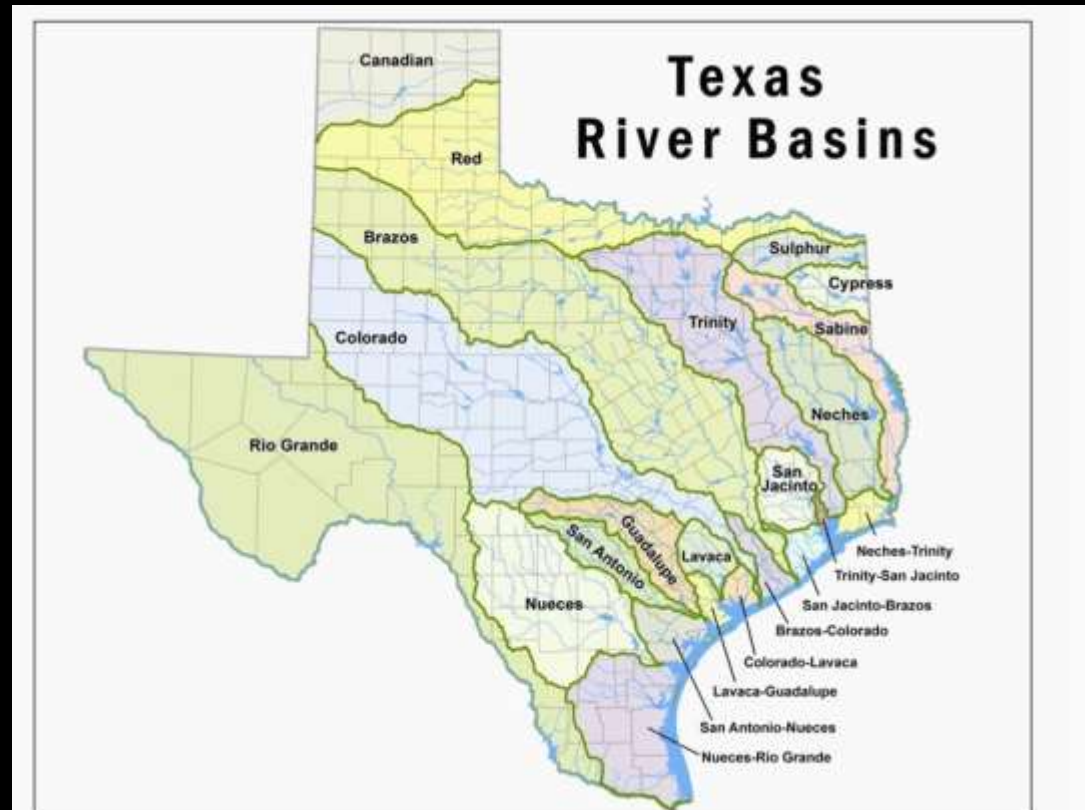 Texas
River Basins
Canadian
Red
Brazos
Sulphur
Cypress
Trinity
Sabine
Colorado
Neches
Rio Grande
San
Jacinto
Guadalupe
San Antonio
Lavaca
Nueces
Neches-Trinity
Trinity-San Jacinto
San Jacinto-Brazos
Brazos-Colorado
Colorado-Lavaca
Lavaca-Guadalupe
San Antonio-Nueces
Nueces-Rio Grande